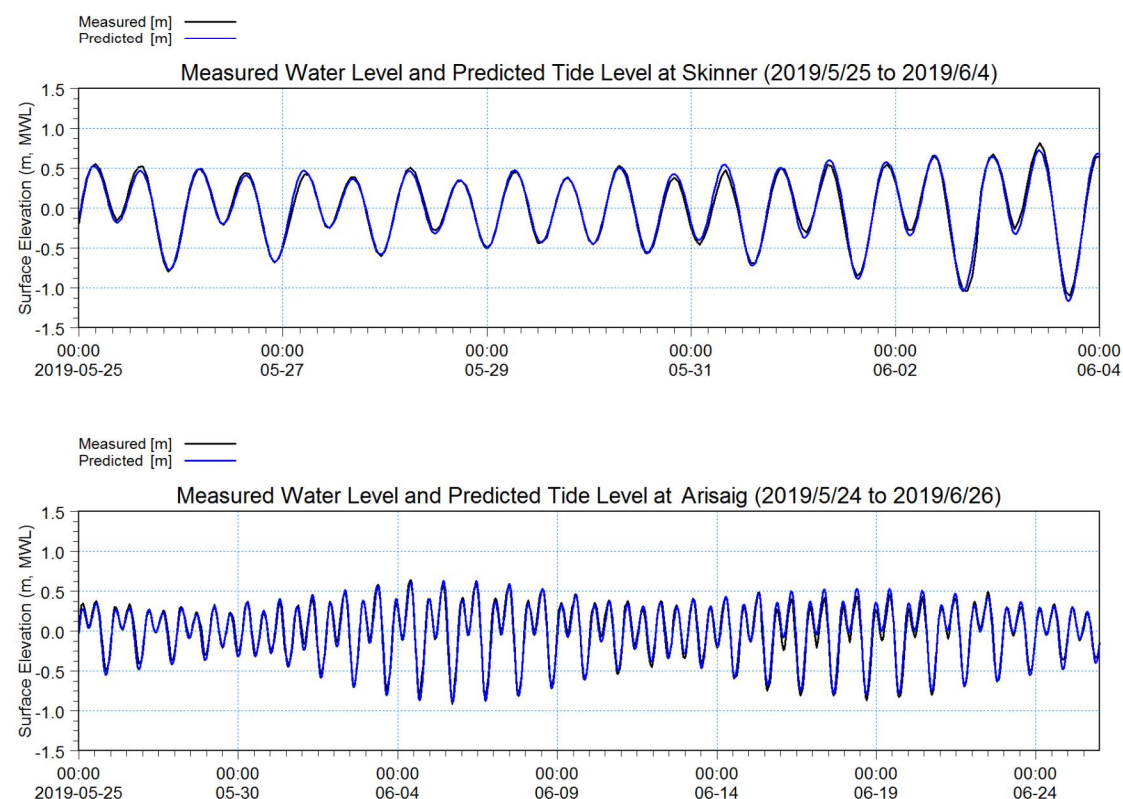 Measured [m]
Predicted [m]
Measured Water Level and Predicted Tide Level at Skinner (2019/5/25 to 2019/6/4)
Surface Elevation (m, MWL)
1.5
1.0
0.5
0.0
-0.5
-1.0
-1.5
00:00 00:00 00:00 00:00 00:00 00:00
2019-05-25 05-27 05-29 05-31 06-02 06-04
Measured [m]
Predicted [m]
Measured Water Level and Predicted Tide Level at Arisaig (2019/5/24 to 2019/6/26)
Surface Elevation (m, MWL)
1.5
1.0
0.5
0.0
-0.5
-1.0
-1.5
00:00 00:00 00:00 00:00 00:00 00:00 00:00
2019-05-25 05-30 06-04 06-09 06-14 06-19 06-24